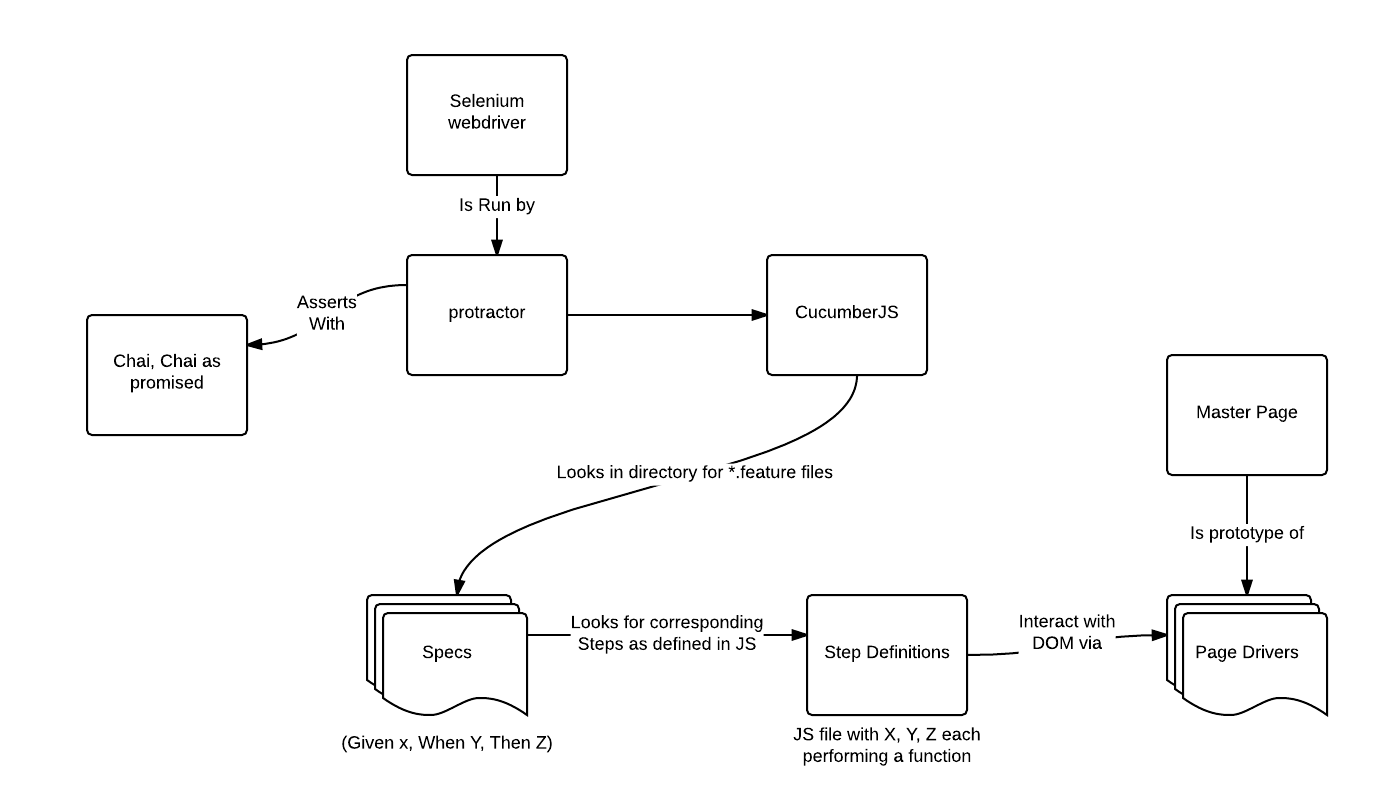 Selenium
webdriver
Is Run by
protractor
CucumberJS
Asserts
With
Chai, Chai as
promised
Master Page
Looks in directory for *.feature files
Is prototype of
Specs
Looks for corresponding
Steps as defined in JS
Step Definitions
Interact with
DOM via
Page Drivers
(Given x, When Y, Then Z)
JS file with X, Y, Z each
performing a function